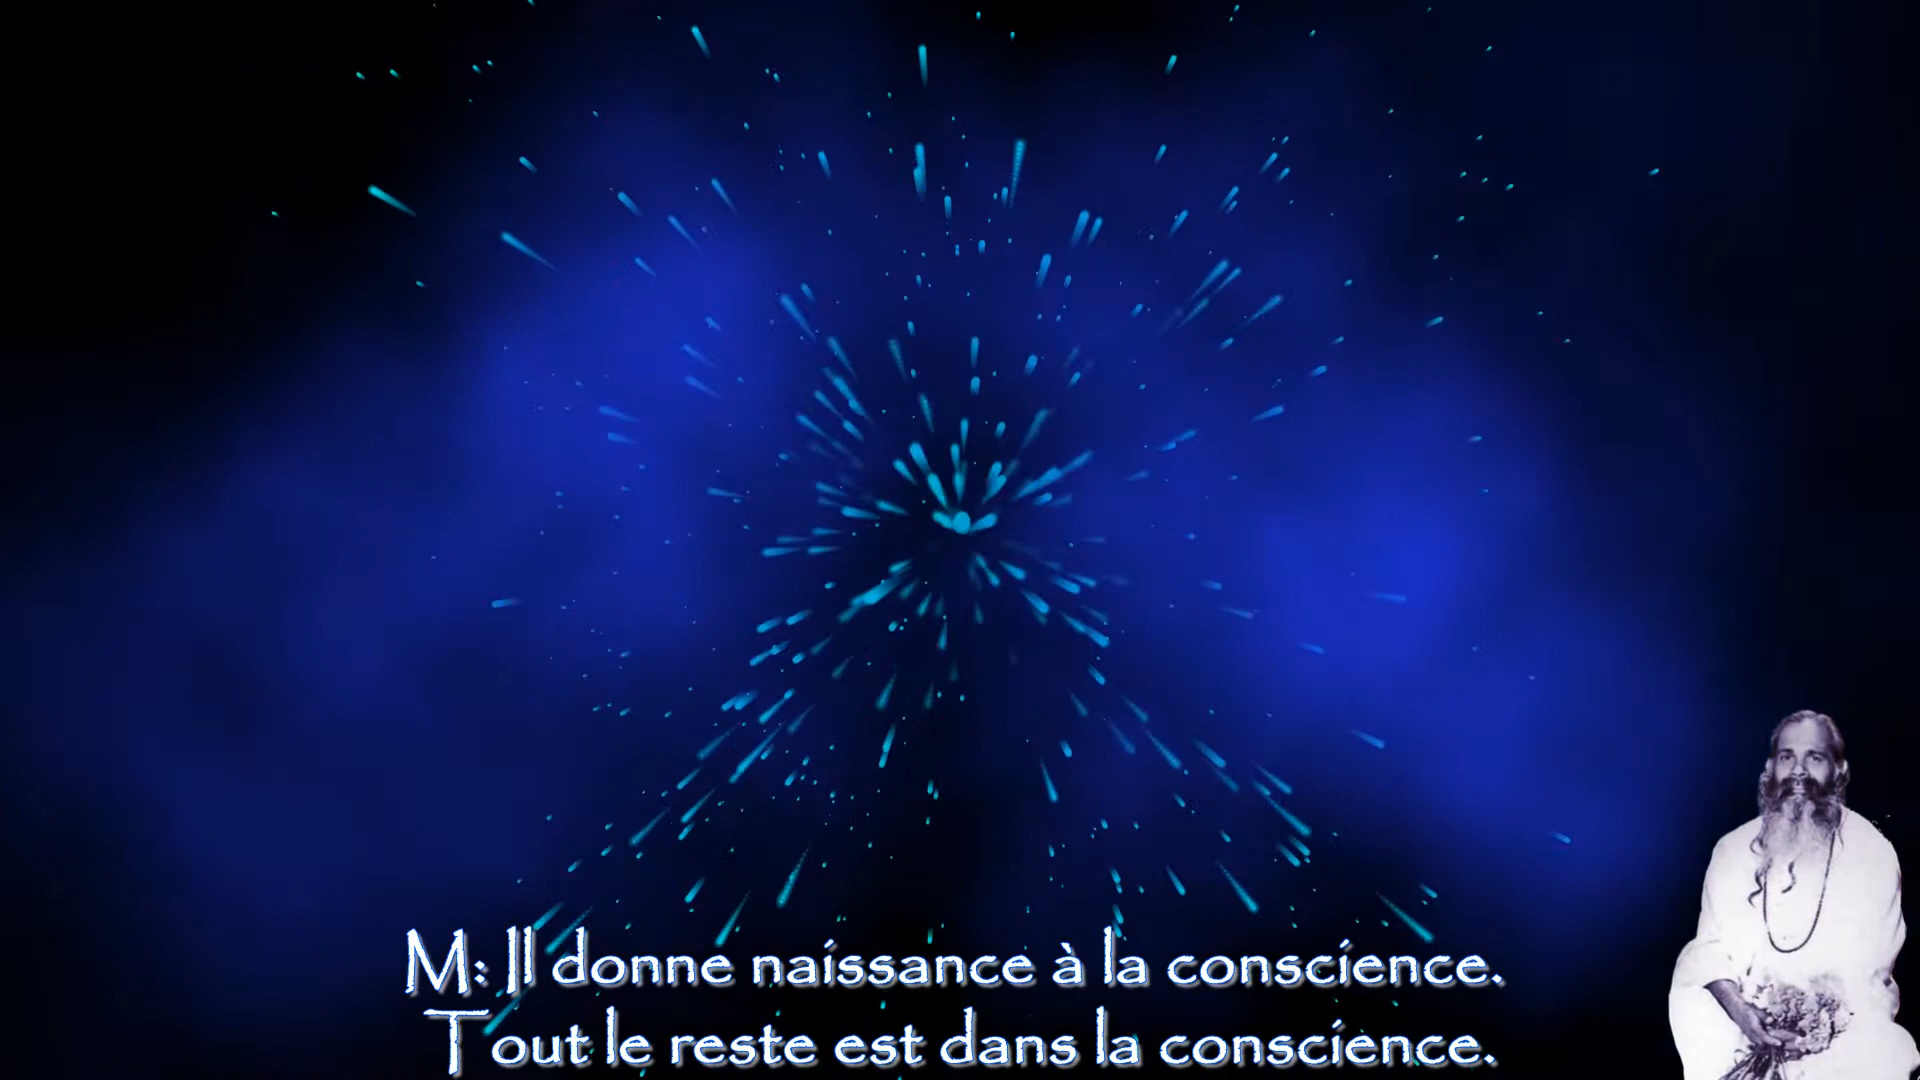 M: Il donne naissance à la conscience.
Tout le reste est dans la conscience.